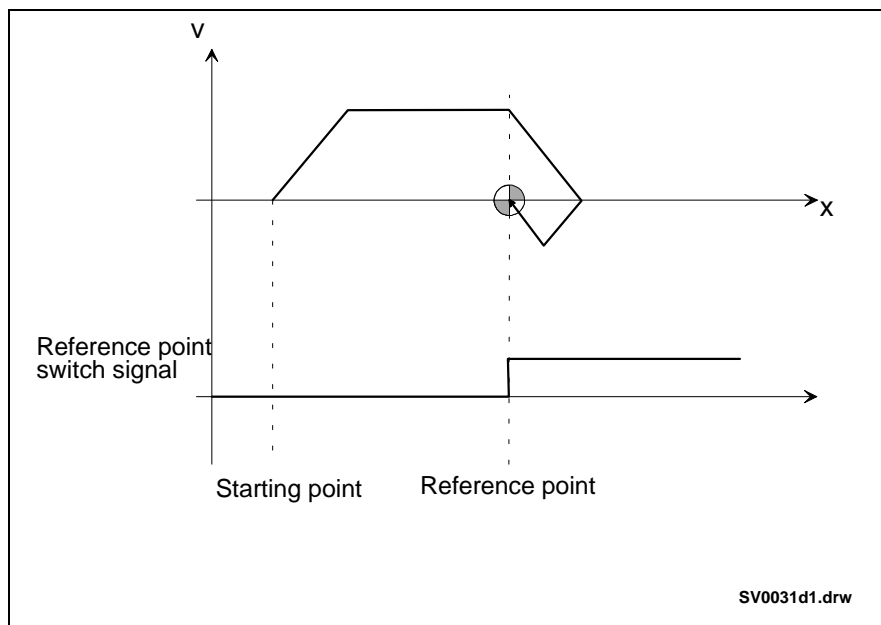 v
x
Reference point
switch signal
Starting point
Reference point
SV0031d1.drw